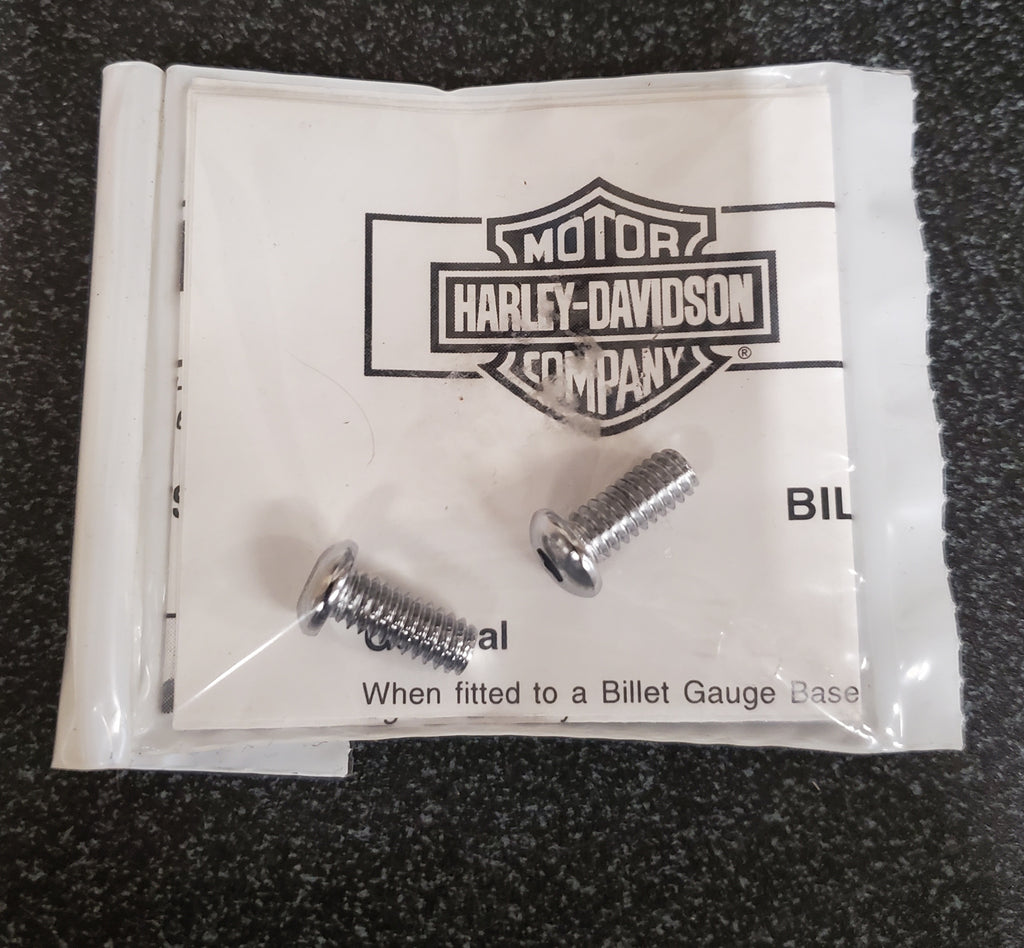 MOTOR
HARLEY-DAVIDSON
COMPANY
®
BIL
al
When fitted to a Billet Gauge Base